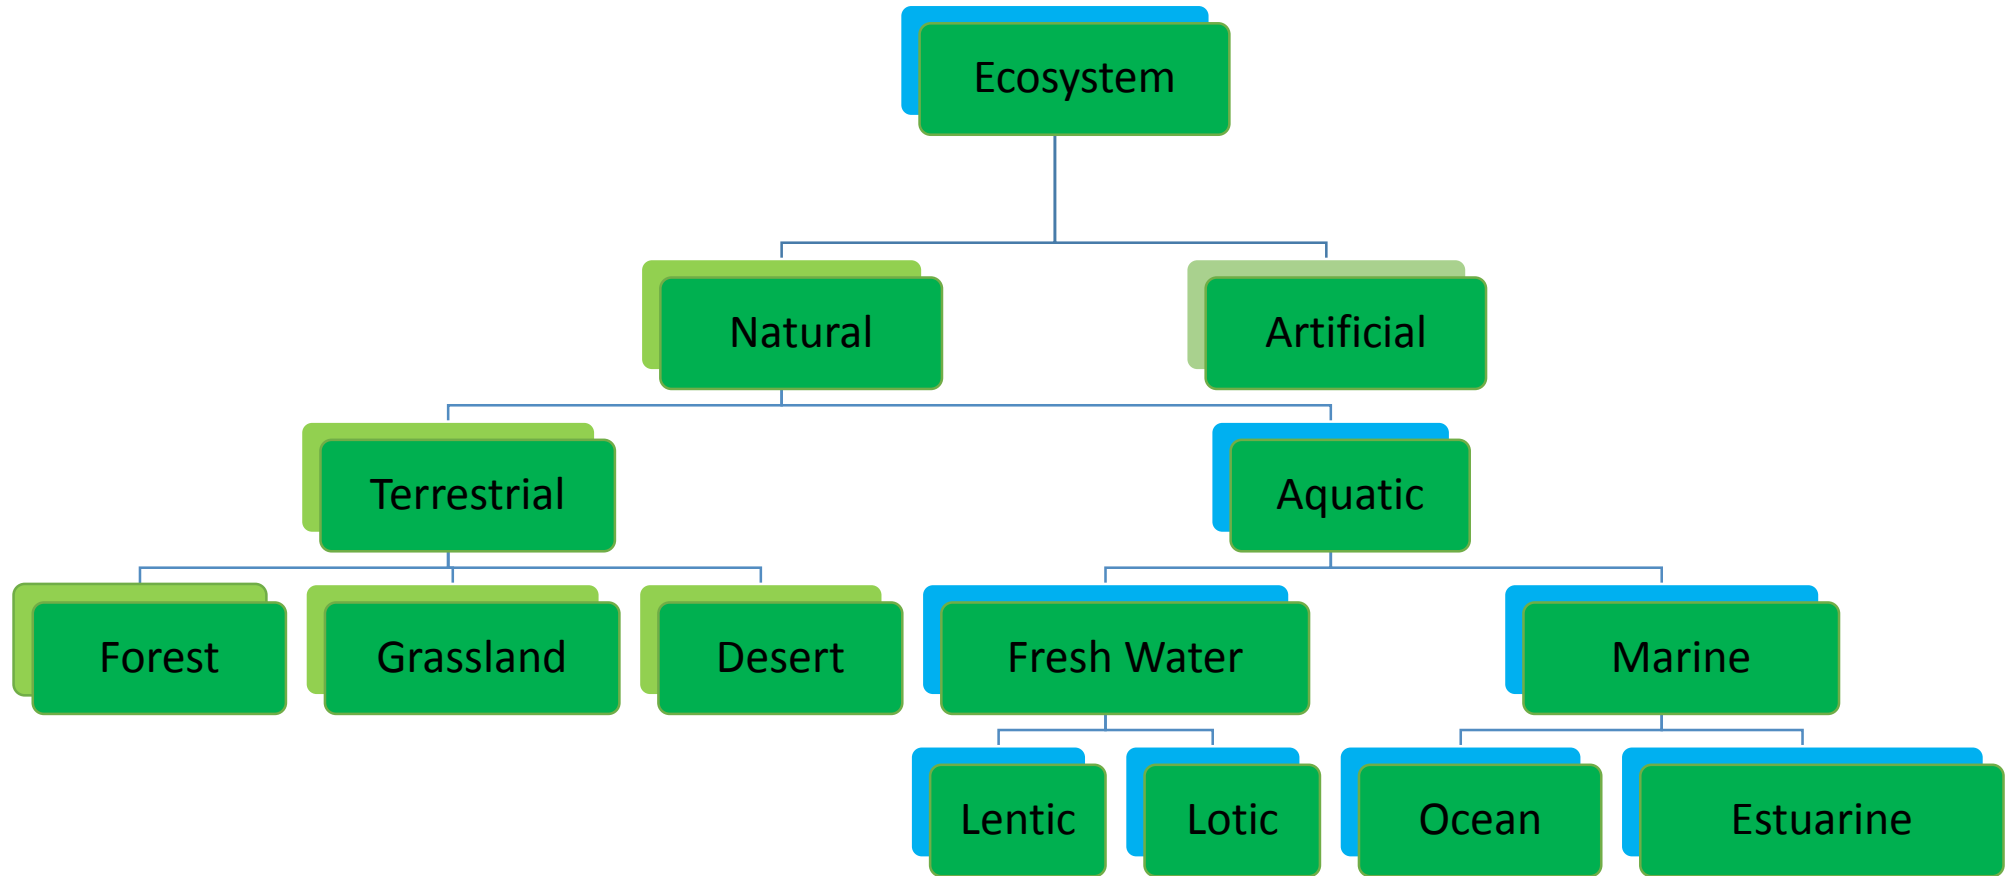 Ecosystem
Natural
Artificial
Terrestrial
Aquatic
Forest
Grassland
Desert
Fresh Water
Marine
Lentic
Lotic
Ocean
Estuarine